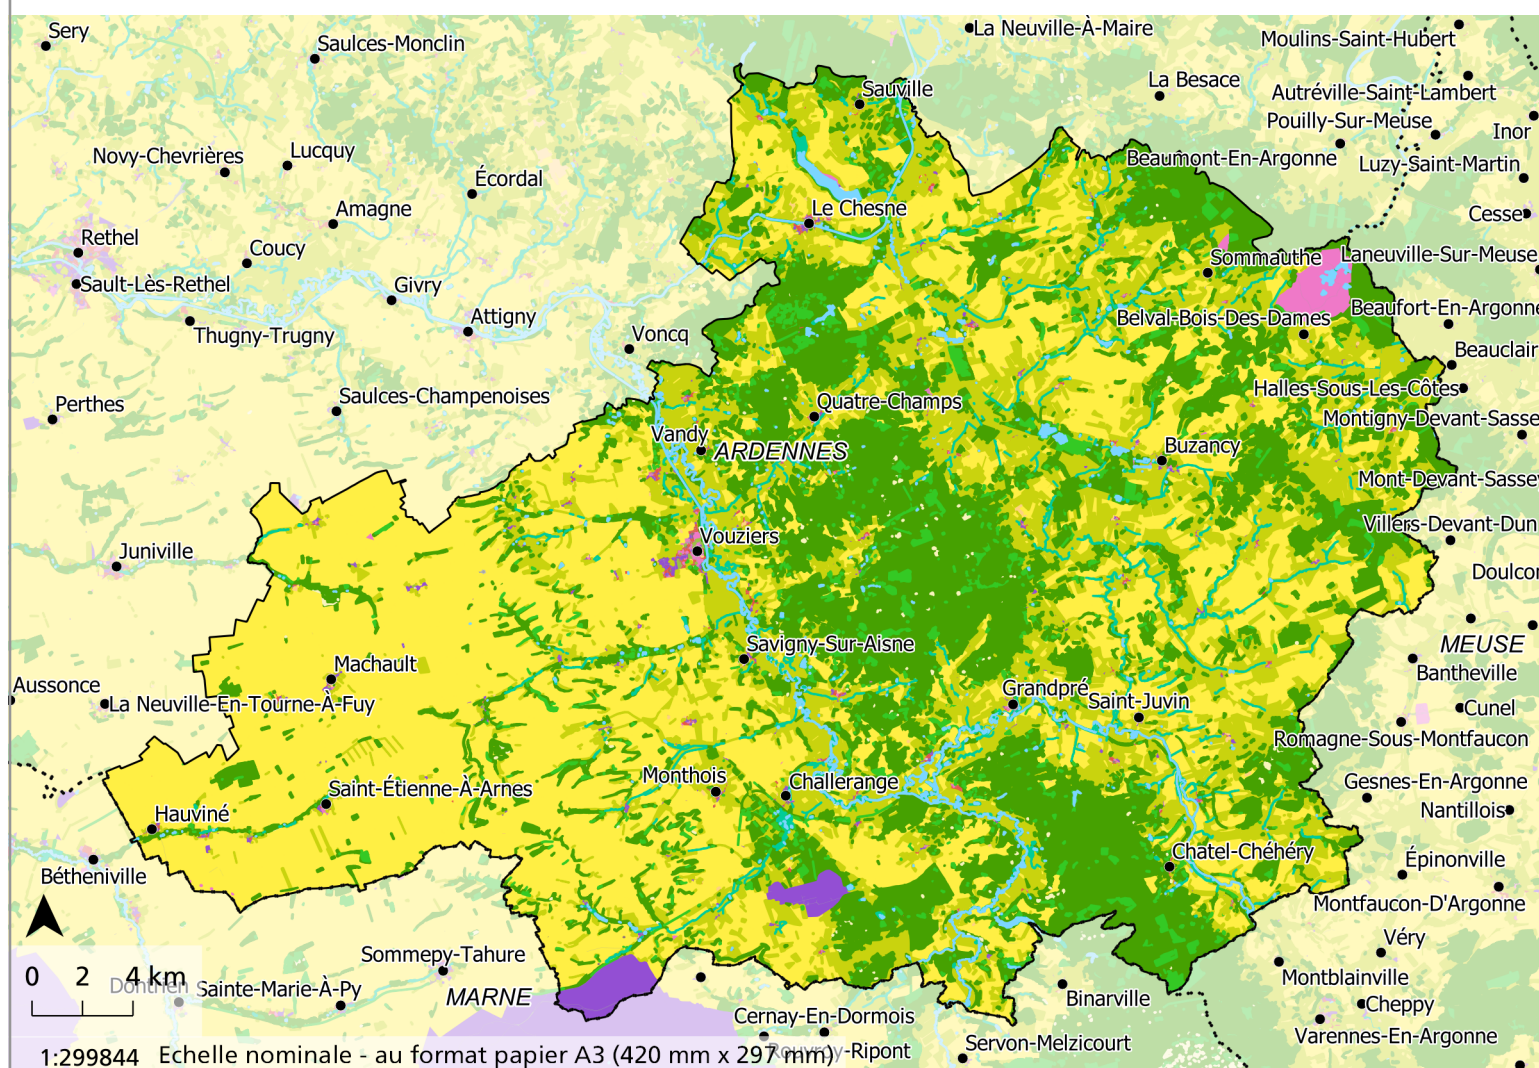 Sery
Saulces-Monclin
La Neuville-À-Maire
Moulins-Saint-Hubert
La Besace
Sauville
Autréville-Saint-Lambert
Pouilly-Sur-Meuse
Inor
Novy-Chevrières
Lucquy
Beaumont-En-Argonne
Luzy-Saint-Martin
Écordal
Amagne
Le Chesne
Cesse
Rethel
Coucy
Sommauthe
Laneuville-Sur-Meuse
Sault-Lès-Rethel
Givry
Attigny
Belval-Bois-Des-Dames
Beaufort-En-Argonne
Thugny-Trugny
Voncq
Beauclair
Saulces-Champenoises
Halles-Sous-Les-Côtes
Perthes
Quatre-Champs
Montigny-Devant-Sasse
Vandy
ARDENNES
Buzancy
Mont-Devant-Sassey
Villers-Devant-Dun
Vouziers
Juniville
Doulcon
Savigny-Sur-Aisne
MEUSE
Machault
Bantheville
Aussonce
La Neuville-En-Tourne-À-Fuy
Grandpré
Saint-Juvin
Cunel
Romagne-Sous-Montfaucon
Monthois
Challerange
Gesnes-En-Argonne
Saint-Étienne-À-Arnes
Nantillois
Hauviné
Chatel-Chéhéry
Épinonville
Bétheniville
Montfaucon-D'Argonne
Véry
Sommepy-Tahure
0 2 4 km
Dontrien
Sainte-Marie-À-Py
MARNE
Montblainville
Binarville
Cheppy
Cernay-En-Dormois
Varennes-En-Argonne
Rouvroy-Ripont
Servon-Melzicourt
1:299844 Echelle nominale - au format papier A3 (420 mm x 297 mm)